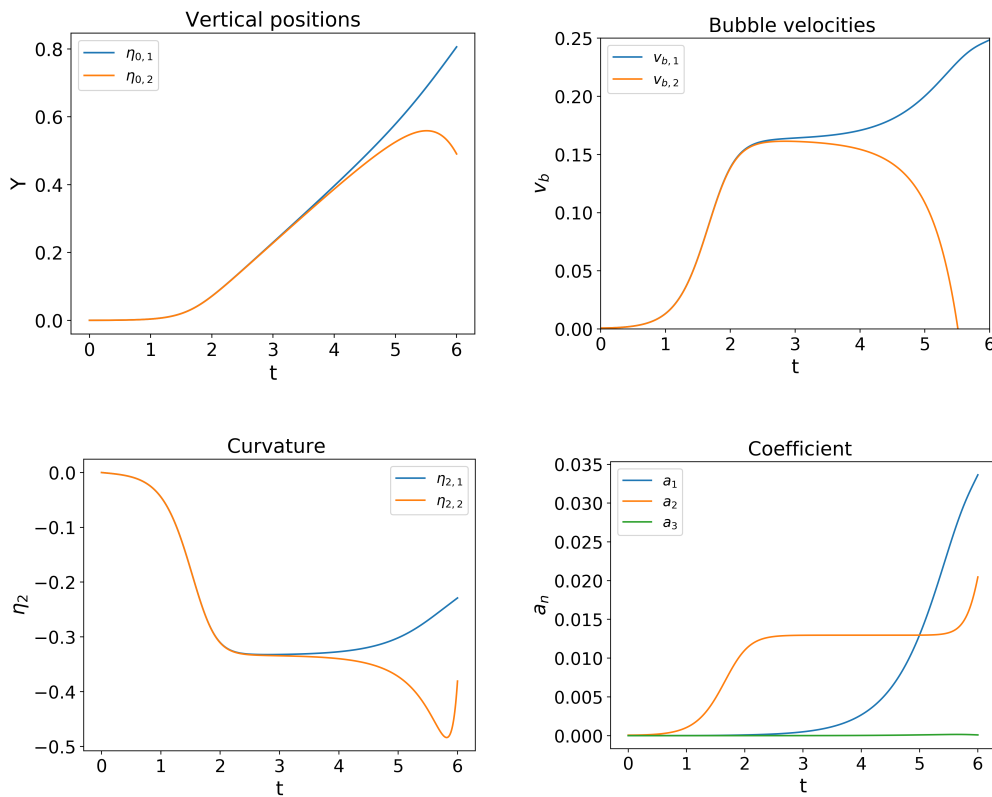 Vertical positions
η₀,₁
η₀,₂
0.8
0.6
0.4
0.2
0.0
Y
0 1 2 3 4 5 6
t
Bubble velocities
v_b,1
v_b,2
0.25
0.20
0.15
0.10
0.05
0.00
v_b
0 1 2 3 4 5 6
t
Curvature
η₂,₁
η₂,₂
0.0
−0.1
−0.2
−0.3
−0.4
−0.5
η₂
0 1 2 3 4 5 6
t
Coefficient
a₁
a₂
a₃
0.035
0.030
0.025
0.020
0.015
0.010
0.005
0.000
aₙ
0 1 2 3 4 5 6
t